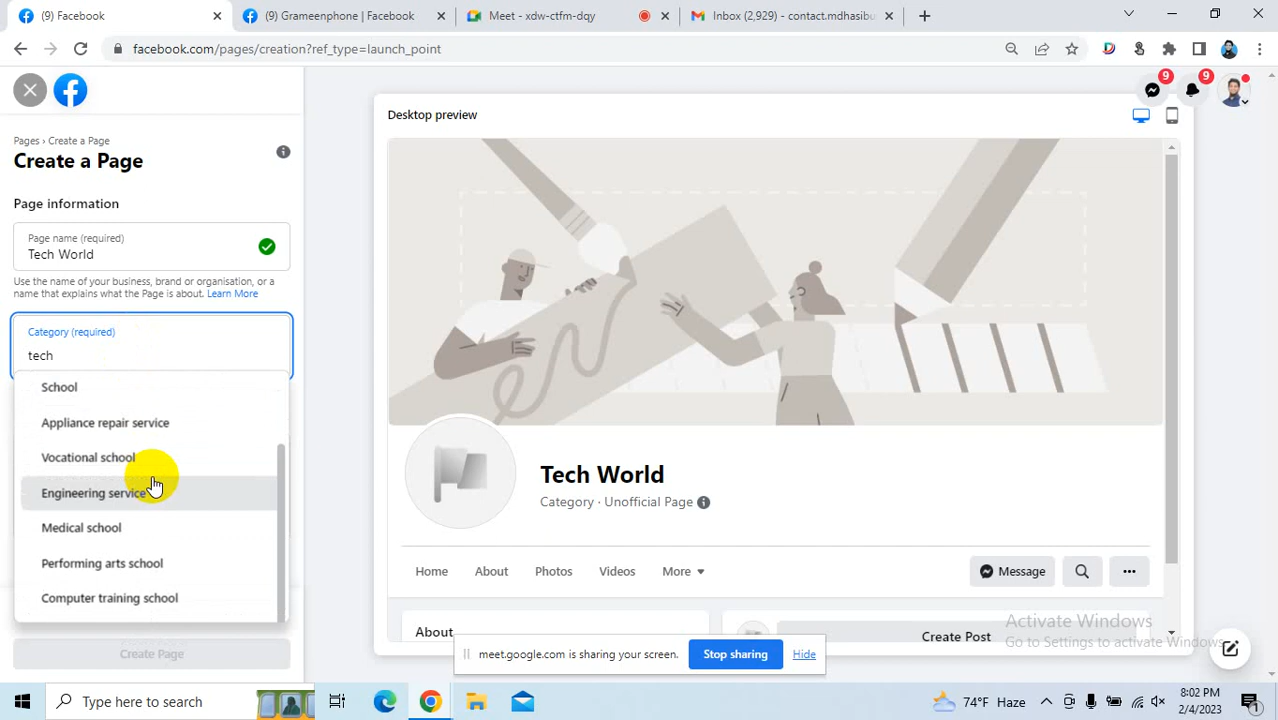 (9) Facebook
(9) Grameenphone | Facebook
Meet - xdw-ctfm-dqy
Inbox (2,929) - contact.mdhasibu
facebook.com/pages/creation?ref_type=launch_point
9
9
Pages › Create a Page
Create a Page
Page information
Page name (required)
Tech World
Use the name of your business, brand or organisation, or a
name that explains what the Page is about. Learn More
Category (required)
tech
School
Appliance repair service
Vocational school
Engineering service
Medical school
Performing arts school
Computer training school
Create Page
Desktop preview
Tech World
Category · Unofficial Page
Home
About
Photos
Videos
More
Message
About
Create Post
Activate Windows
Go to Settings to activate Windows.
meet.google.com is sharing your screen.
Stop sharing
Hide
Type here to search
74°F Haze
8:02 PM
2/4/2023
1